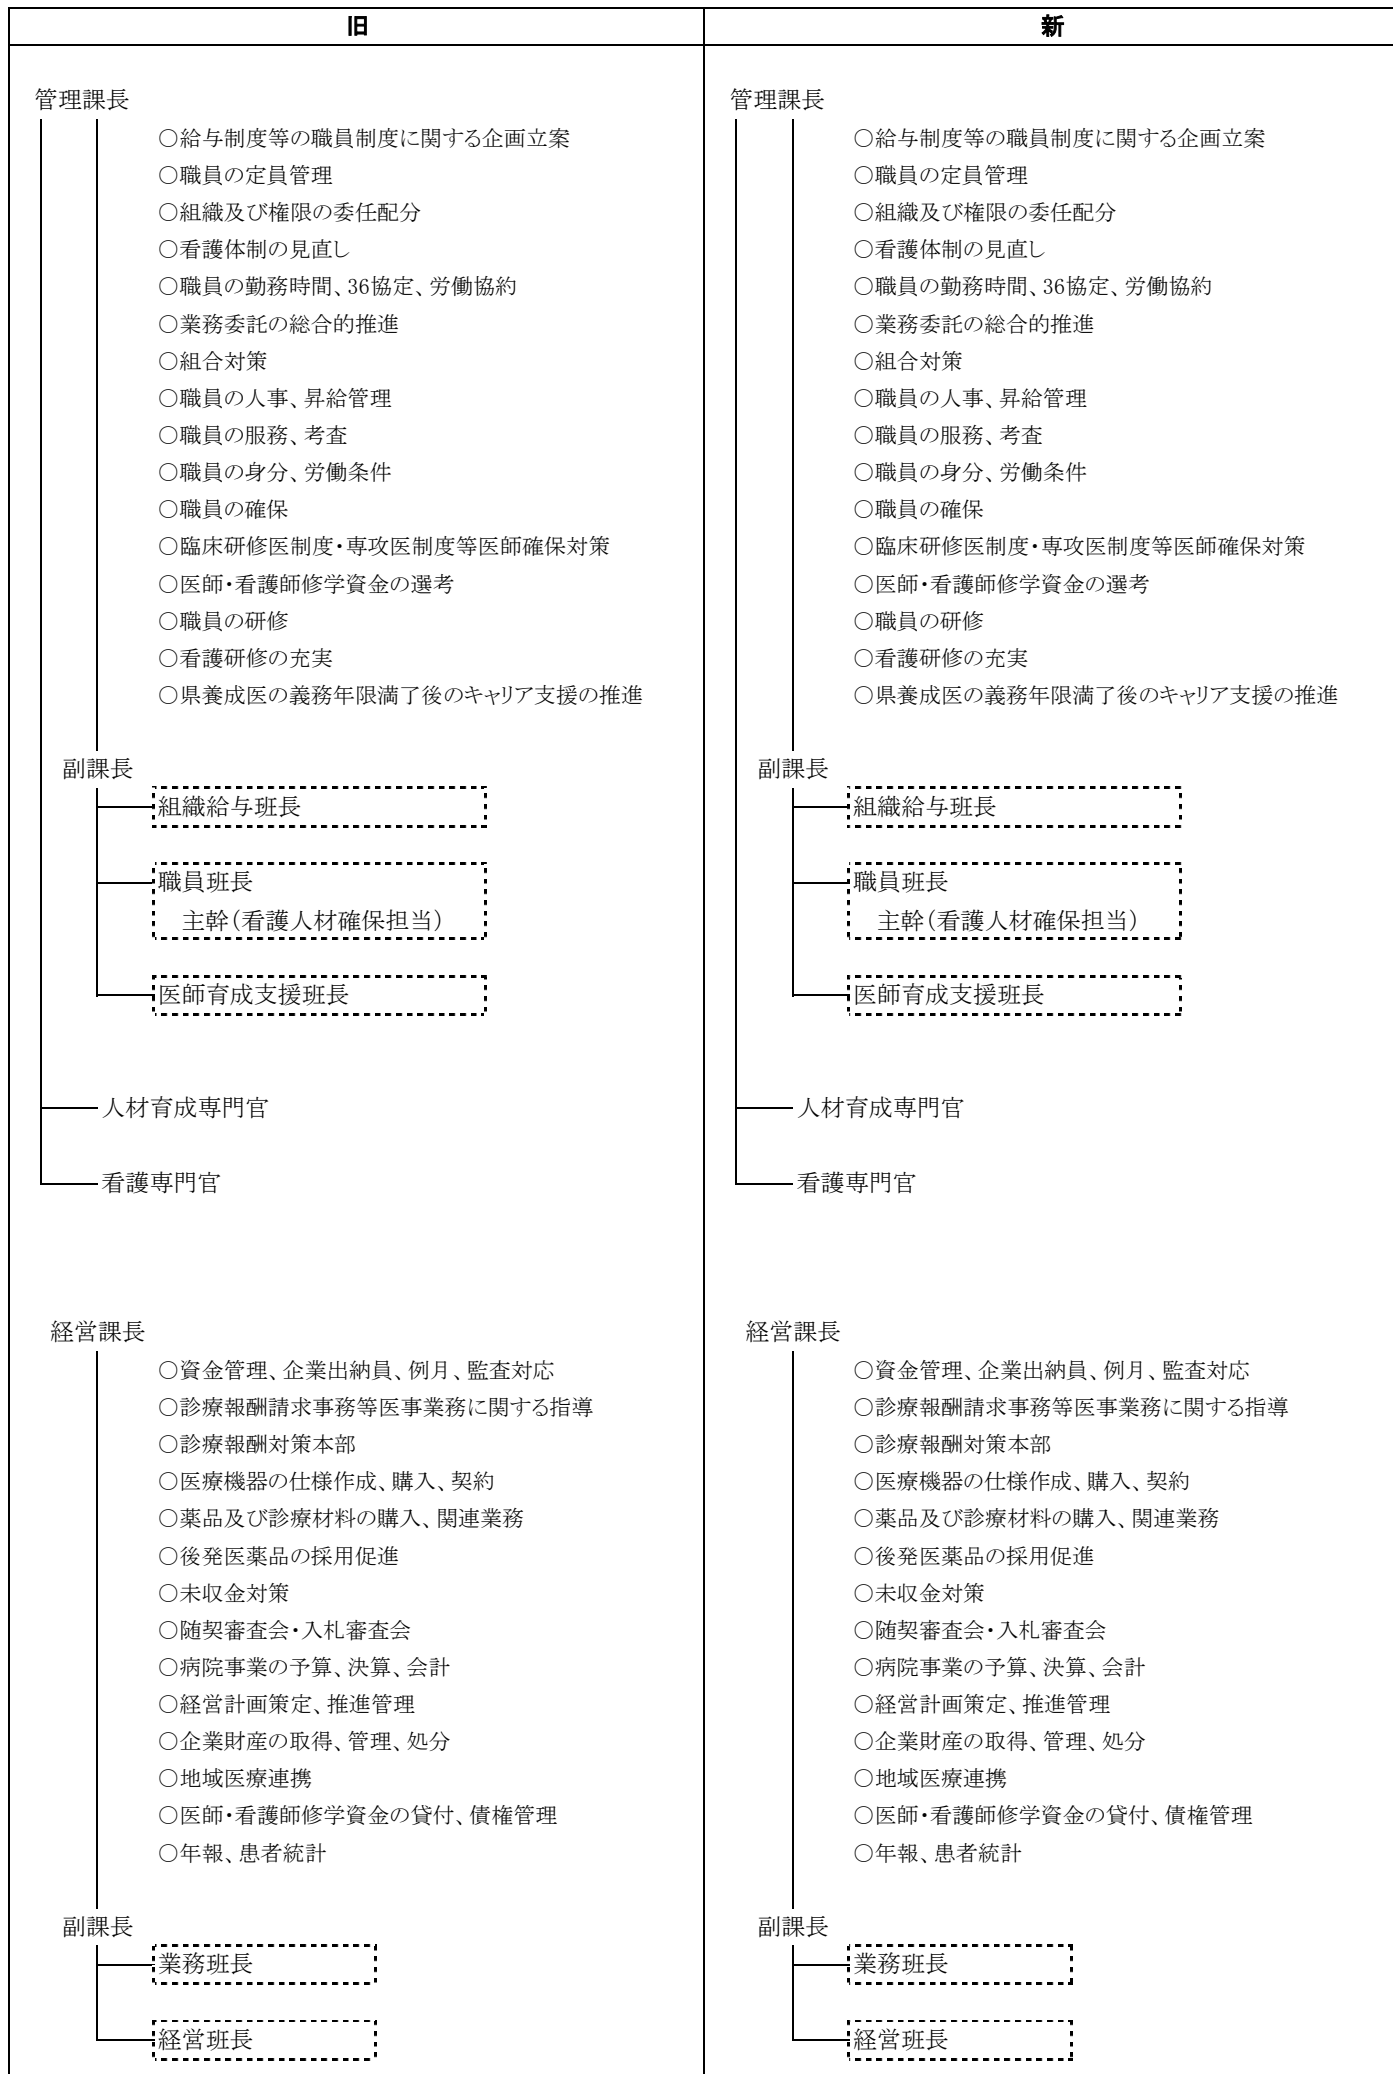 旧
管理課長
○給与制度等の職員制度に関する企画立案
○職員の定員管理
○組織及び権限の委任配分
○看護体制の見直し
○職員の勤務時間、36協定、労働協約
○業務委託の総合的推進
○組合対策
○職員の人事、昇給管理
○職員の服務、考査
○職員の身分、労働条件
○職員の確保
○臨床研修医制度・専攻医制度等医師確保対策
○医師・看護師修学資金の選考
○職員の研修
○看護研修の充実
○県養成医の義務年限満了後のキャリア支援の推進
副課長
組織給与班長
職員班長
主幹(看護人材確保担当)
医師育成支援班長
人材育成専門官
看護専門官
経営課長
○資金管理、企業出納員、例月、監査対応
○診療報酬請求事務等医事業務に関する指導
○診療報酬対策本部
○医療機器の仕様作成、購入、契約
○薬品及び診療材料の購入、関連業務
○後発医薬品の採用促進
○未収金対策
○随契審査会・入札審査会
○病院事業の予算、決算、会計
○経営計画策定、推進管理
○企業財産の取得、管理、処分
○地域医療連携
○医師・看護師修学資金の貸付、債権管理
○年報、患者統計
副課長
業務班長
経営班長
新
管理課長
○給与制度等の職員制度に関する企画立案
○職員の定員管理
○組織及び権限の委任配分
○看護体制の見直し
○職員の勤務時間、36協定、労働協約
○業務委託の総合的推進
○組合対策
○職員の人事、昇給管理
○職員の服務、考査
○職員の身分、労働条件
○職員の確保
○臨床研修医制度・専攻医制度等医師確保対策
○医師・看護師修学資金の選考
○職員の研修
○看護研修の充実
○県養成医の義務年限満了後のキャリア支援の推進
副課長
組織給与班長
職員班長
主幹(看護人材確保担当)
医師育成支援班長
人材育成専門官
看護専門官
経営課長
○資金管理、企業出納員、例月、監査対応
○診療報酬請求事務等医事業務に関する指導
○診療報酬対策本部
○医療機器の仕様作成、購入、契約
○薬品及び診療材料の購入、関連業務
○後発医薬品の採用促進
○未収金対策
○随契審査会・入札審査会
○病院事業の予算、決算、会計
○経営計画策定、推進管理
○企業財産の取得、管理、処分
○地域医療連携
○医師・看護師修学資金の貸付、債権管理
○年報、患者統計
副課長
業務班長
経営班長